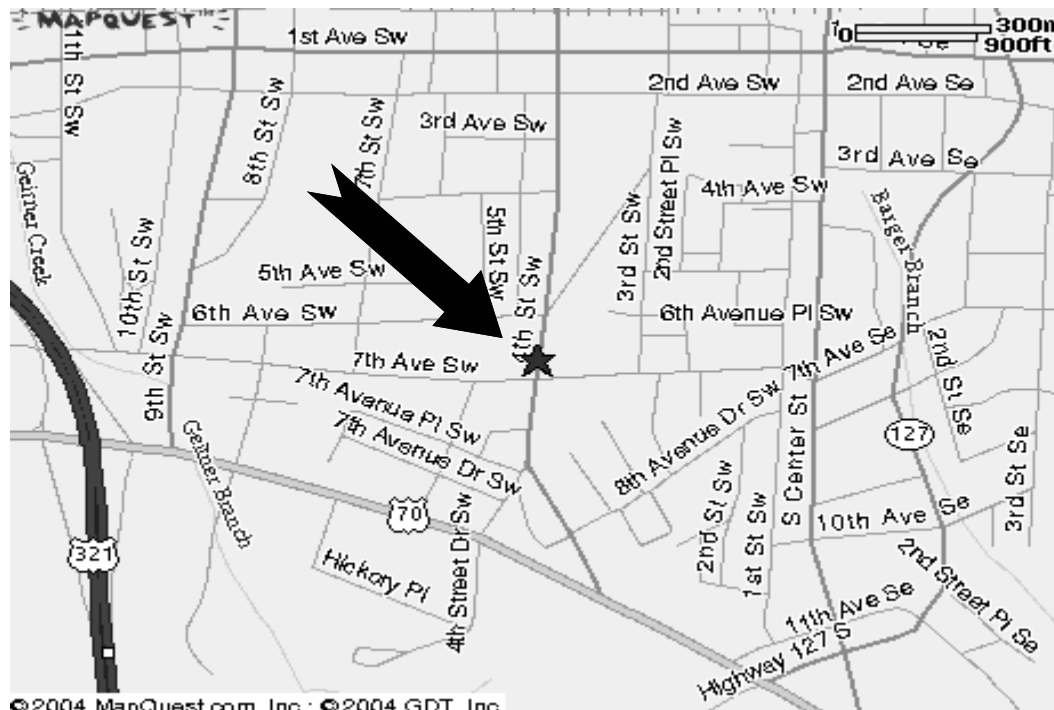 MAPQUEST
0 300m
900ft
1st Ave Sw
11th St Sw
2nd Ave Sw
2nd Ave Se
8th St Sw
7th St Sw
3rd Ave Sw
2nd Street Pl Sw
3rd Ave Se
4th Ave Sw
Geitner Creek
Barger Branch
5th St Sw
3rd St Sw
10th St Sw
5th Ave Sw
4th St Sw
6th Ave Sw
6th Avenue Pl Sw
9th St Sw
7th Ave Sw
7th Ave Se
2nd St Se
7th Avenue Pl Sw
7th Avenue Dr Sw
8th Avenue Dr Sw
S Center St
127
Geitner Branch
70
2nd St Sw
1st St Sw
10th Ave Se
3rd St Se
321
Hickory Pl
4th Street Dr Sw
2nd Street Pl Se
11th Ave Se
Highway 127 S
©2004 MapQuest.com, Inc.; ©2004 GDT, Inc.